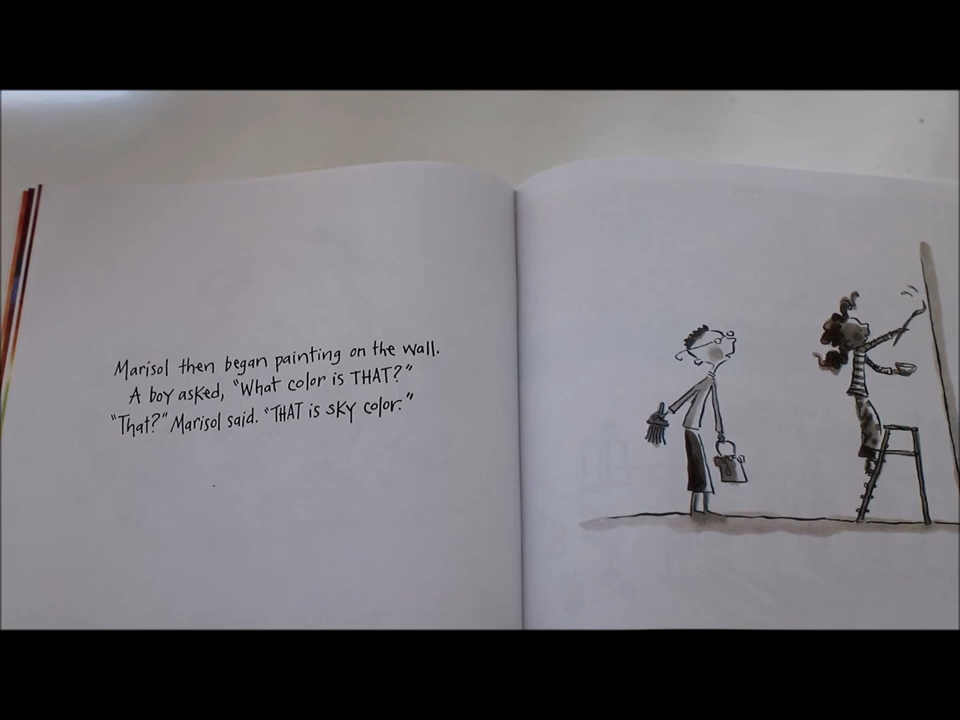 Marisol then began painting on the wall.
A boy asked, "What color is THAT?"
"That?" Marisol said. "THAT is sky color."